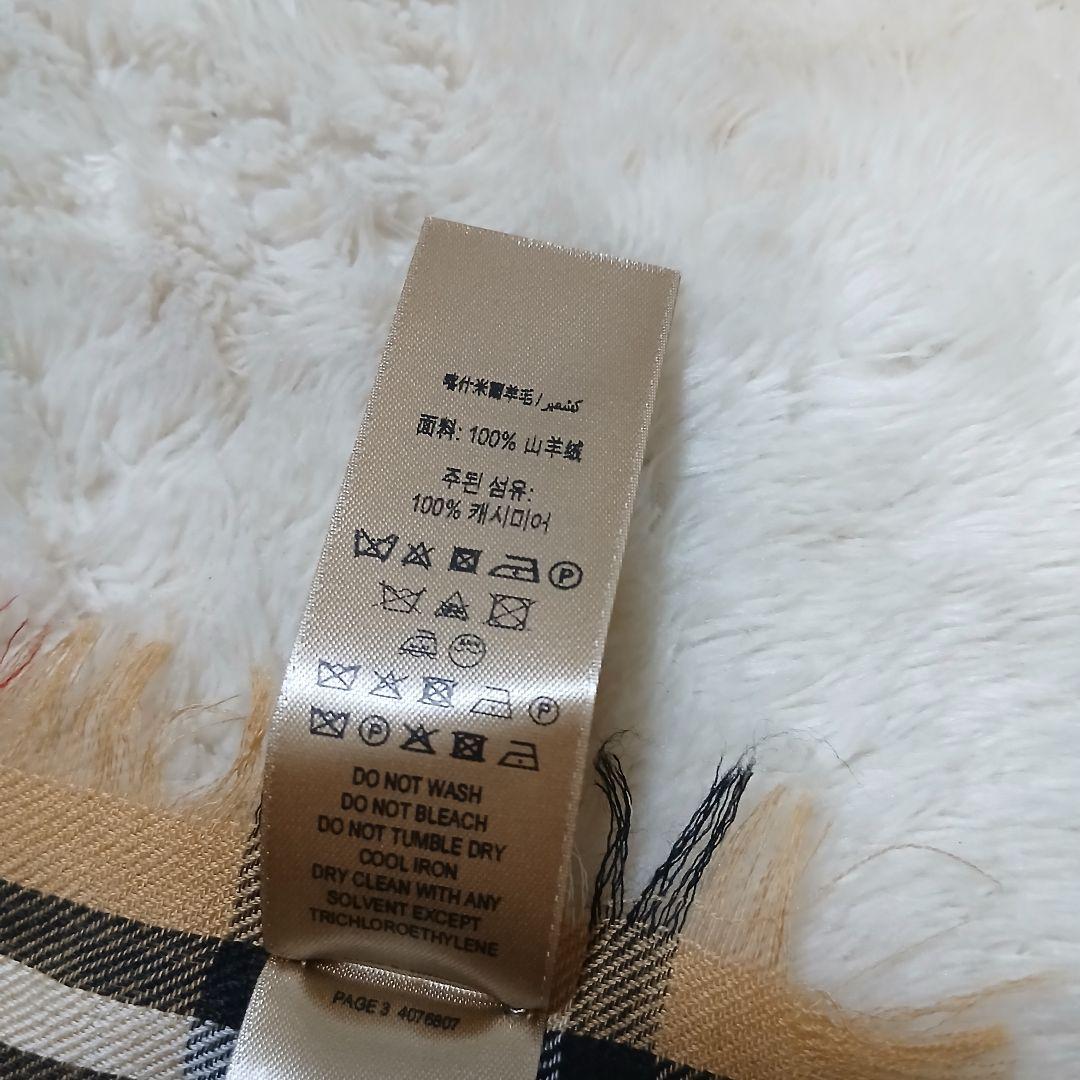 喀什米爾羊毛 / كشمير
面料: 100% 山羊绒
주된 섬유:
100% 캐시미어
P
P
P
DO NOT WASH
DO NOT BLEACH
DO NOT TUMBLE DRY
COOL IRON
DRY CLEAN WITH ANY
SOLVENT EXCEPT
TRICHLOROETHYLENE
PAGE 3 4076807